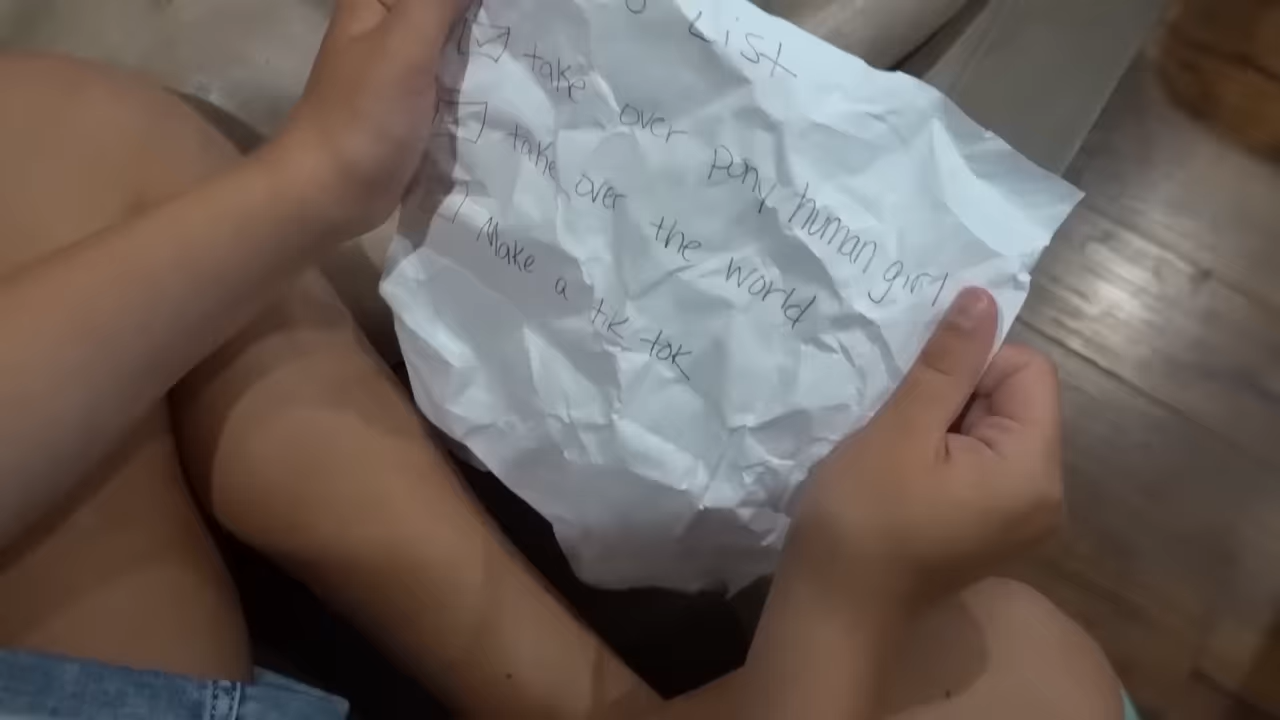 List
take over pony human girl
take over the world
Make a tik tok